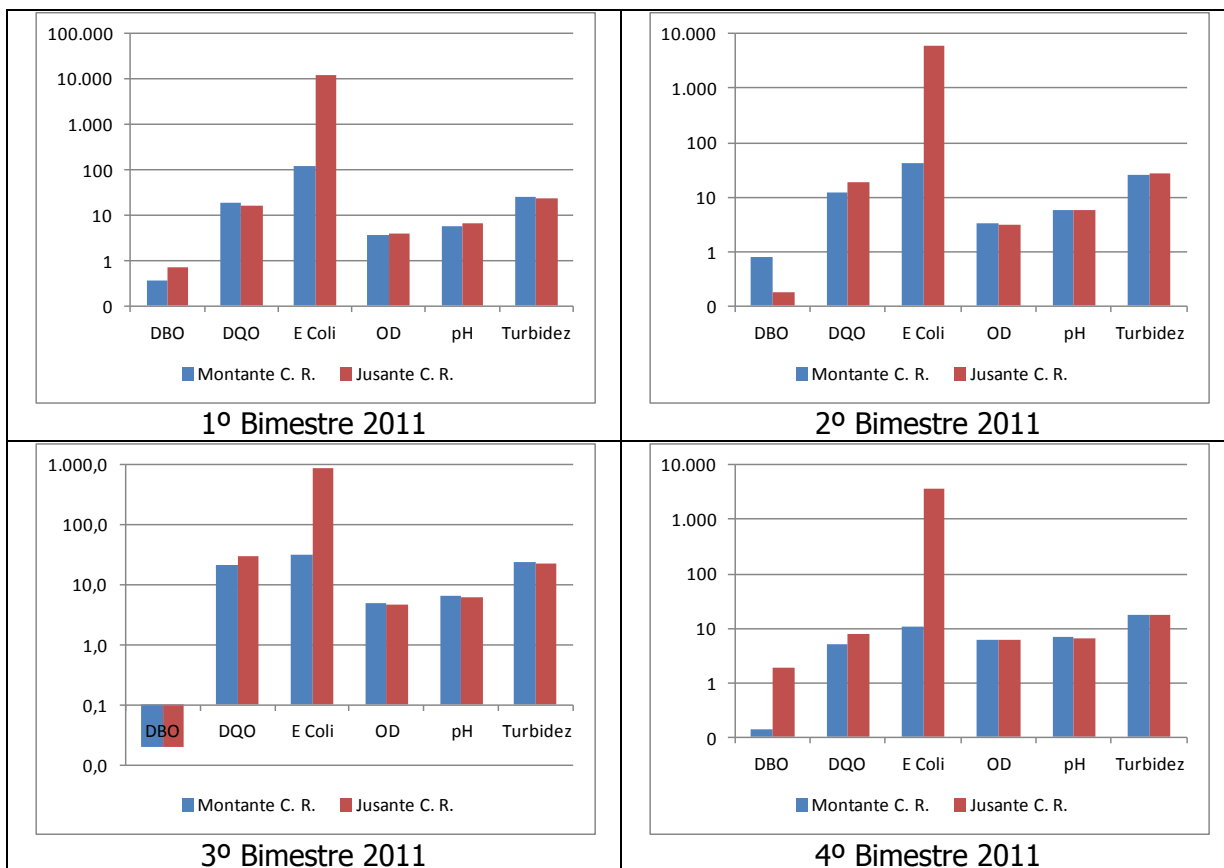 100.000
10.000
1.000
100
10
1
0
DBO DQO E Coli OD pH Turbidez
Montante C. R. Jusante C. R.
1º Bimestre 2011
10.000
1.000
100
10
1
0
DBO DQO E Coli OD pH Turbidez
Montante C. R. Jusante C. R.
2º Bimestre 2011
1.000,0
100,0
10,0
1,0
0,1
DBO DQO E Coli OD pH Turbidez
0,0
Montante C. R. Jusante C. R.
3º Bimestre 2011
10.000
1.000
100
10
1
0
DBO DQO E Coli OD pH Turbidez
Montante C. R. Jusante C. R.
4º Bimestre 2011